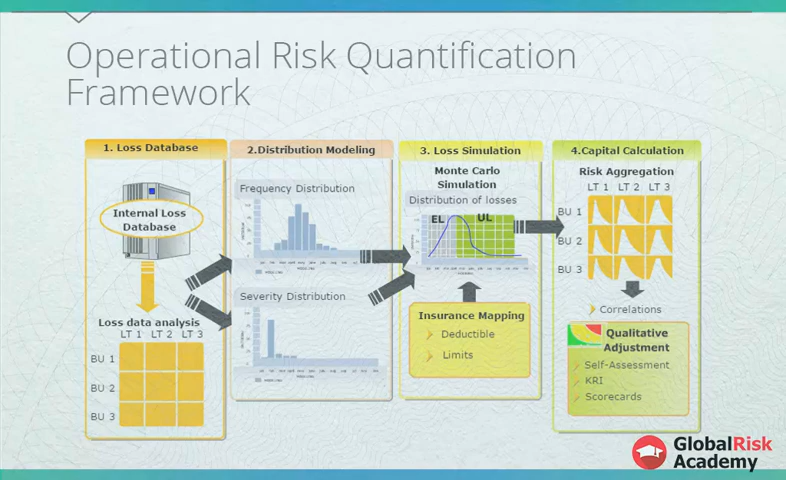 Operational Risk Quantification
Framework
1. Loss Database
Internal Loss
Database
Loss data analysis
LT 1 LT 2 LT 3
BU 1
BU 2
BU 3
2.Distribution Modeling
Frequency Distribution
Severity Distribution
3. Loss Simulation
Monte Carlo
Simulation
Distribution of losses
EL UL
Insurance Mapping
Deductible
Limits
4.Capital Calculation
Risk Aggregation
LT 1 LT 2 LT 3
BU 1
BU 2
BU 3
Correlations
Qualitative
Adjustment
Self-Assessment
KRI
Scorecards
GlobalRisk
Academy